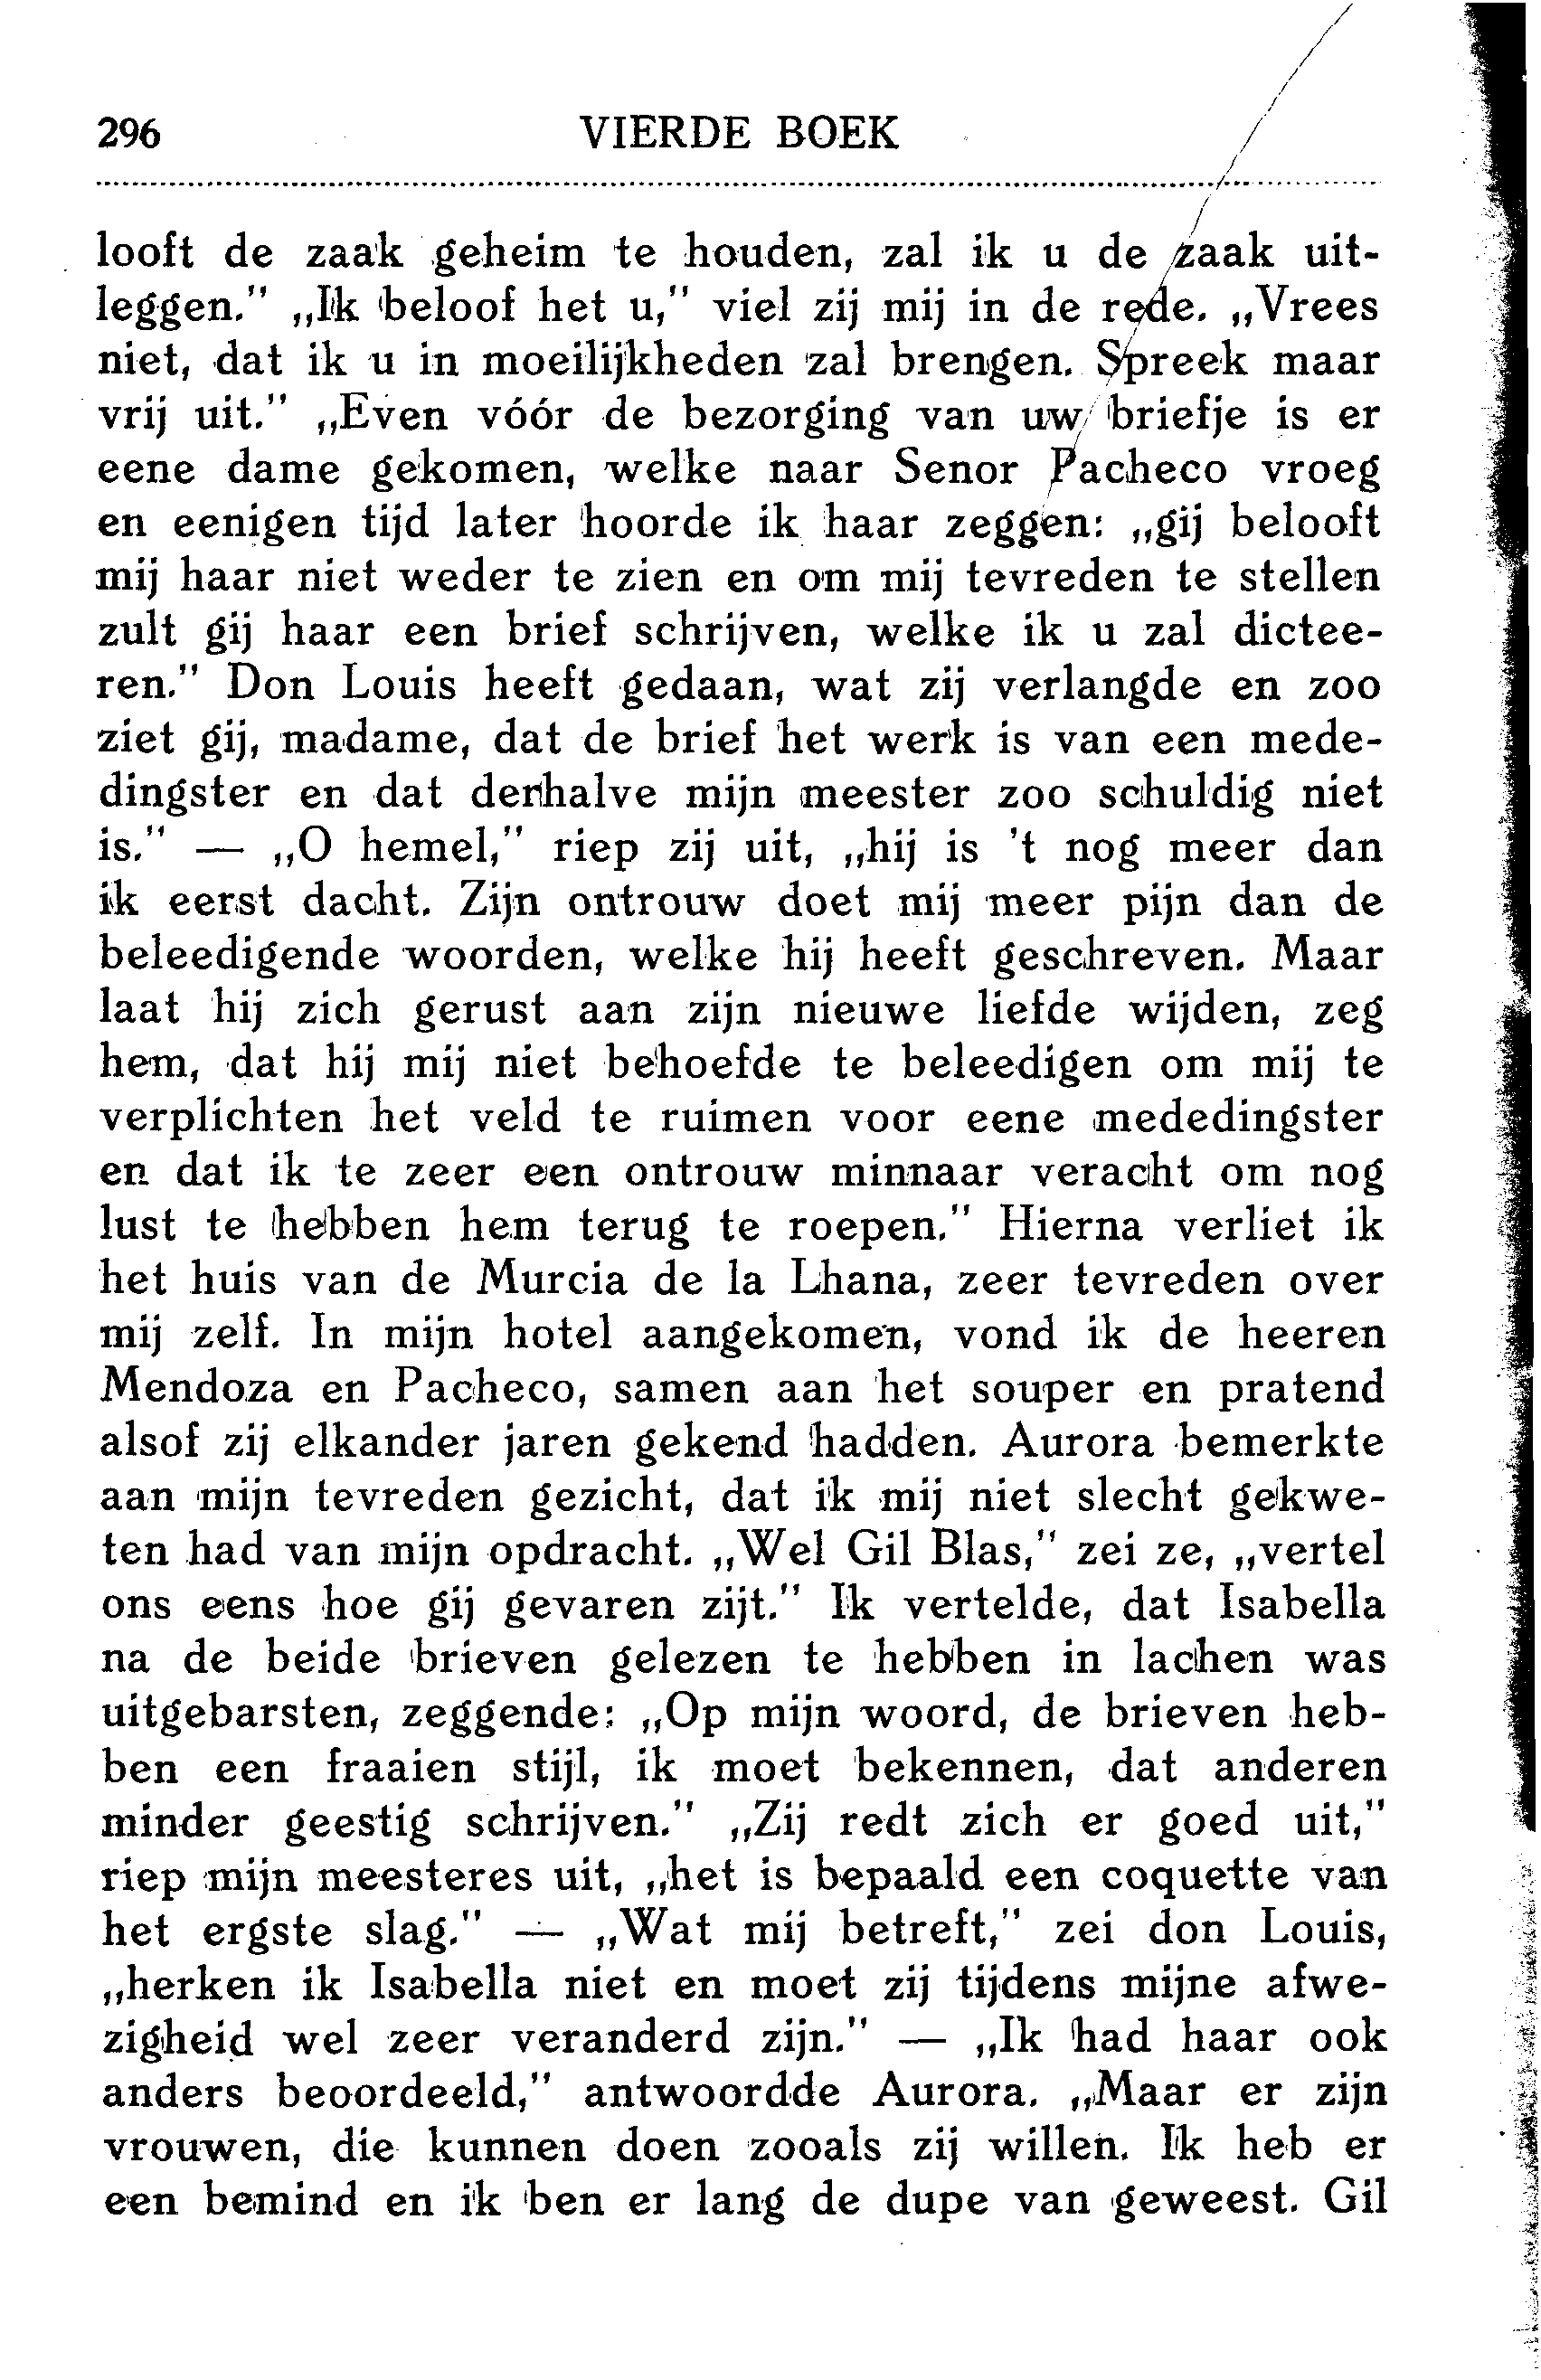 296 VIERDE BOEK
looft de zaak geheim te houden, zal ik u de zaak uit-
leggen." „Ik beloof het u," viel zij mij in de rede. „Vrees
niet, dat ik u in moeilijkheden zal brengen. Spreek maar
vrij uit." „Even vóór de bezorging van uw briefje is er
eene dame gekomen, welke naar Senor Pacheco vroeg
en eenigen tijd later hoorde ik haar zeggen: „gij belooft
mij haar niet weder te zien en om mij tevreden te stellen
zult gij haar een brief schrijven, welke ik u zal dictee-
ren." Don Louis heeft gedaan, wat zij verlangde en zoo
ziet gij, madame, dat de brief het werk is van een mede-
dingster en dat derhalve mijn meester zoo schuldig niet
is." — „O hemel," riep zij uit, „hij is 't nog meer dan
ik eerst dacht. Zijn ontrouw doet mij meer pijn dan de
beleedigende woorden, welke hij heeft geschreven. Maar
laat hij zich gerust aan zijn nieuwe liefde wijden, zeg
hem, dat hij mij niet behoefde te beleedigen om mij te
verplichten het veld te ruimen voor eene mededingster
en dat ik te zeer een ontrouw minnaar veracht om nog
lust te hebben hem terug te roepen." Hierna verliet ik
het huis van de Murcia de la Lhana, zeer tevreden over
mij zelf. In mijn hotel aangekomen, vond ik de heeren
Mendoza en Pacheco, samen aan het souper en pratend
alsof zij elkander jaren gekend hadden. Aurora bemerkte
aan mijn tevreden gezicht, dat ik mij niet slecht gekwe-
ten had van mijn opdracht. „Wel Gil Blas," zei ze, „vertel
ons eens hoe gij gevaren zijt." Ik vertelde, dat Isabella
na de beide brieven gelezen te hebben in lachen was
uitgebarsten, zeggende: „Op mijn woord, de brieven heb-
ben een fraaien stijl, ik moet bekennen, dat anderen
minder geestig schrijven." „Zij redt zich er goed uit,"
riep mijn meesteres uit, „het is bepaald een coquette van
het ergste slag." — „Wat mij betreft," zei don Louis,
„herken ik Isabella niet en moet zij tijdens mijne afwe-
zigheid wel zeer veranderd zijn." — „Ik had haar ook
anders beoordeeld," antwoordde Aurora. „Maar er zijn
vrouwen, die kunnen doen zooals zij willen. Ik heb er
een bemind en ik ben er lang de dupe van geweest. Gil